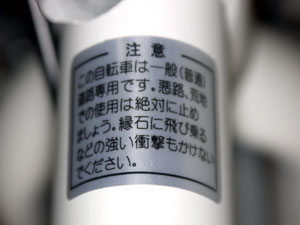 注意
この自転車は一般(普通)
道路専用です。悪路、荒地
での使用は絶対に止め
ましょう。縁石に飛び乗る
などの強い衝撃もかけない
でください。